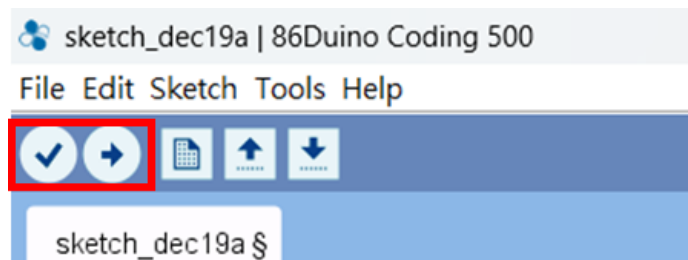 sketch_dec19a | 86Duino Coding 500
File Edit Sketch Tools Help
sketch_dec19a §